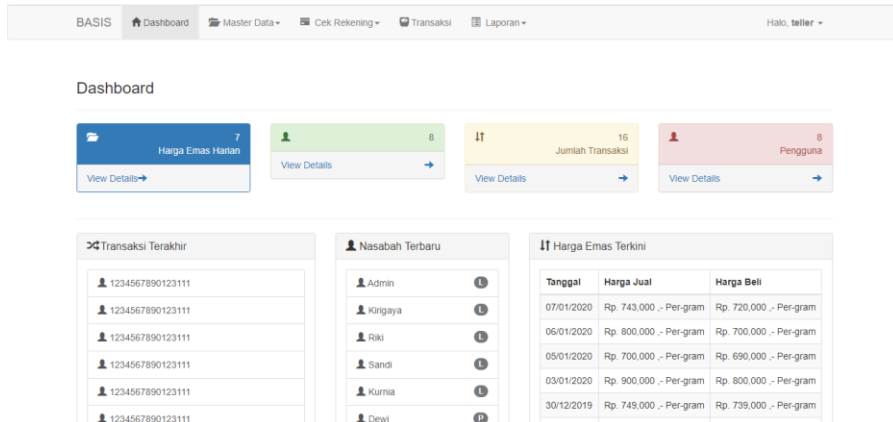 BASIS Dashboard Master Data Cek Rekening Transaksi Laporan Halo, teller
Dashboard
7
Harga Emas Harian
View Details
8
View Details
16
Jumlah Transaksi
View Details
8
Pengguna
View Details
Transaksi Terakhir
1234567890123111
1234567890123111
1234567890123111
1234567890123111
1234567890123111
1234567890123111
Nasabah Terbaru
Admin L
Kirigaya L
Riki L
Sandi L
Kurnia L
Dewi P
Harga Emas Terkini
Tanggal Harga Jual Harga Beli
07/01/2020 Rp. 743,000 ,- Per-gram Rp. 720,000 ,- Per-gram
06/01/2020 Rp. 800,000 ,- Per-gram Rp. 700,000 ,- Per-gram
05/01/2020 Rp. 700,000 ,- Per-gram Rp. 690,000 ,- Per-gram
03/01/2020 Rp. 900,000 ,- Per-gram Rp. 800,000 ,- Per-gram
30/12/2019 Rp. 749,000 ,- Per-gram Rp. 739,000 ,- Per-gram